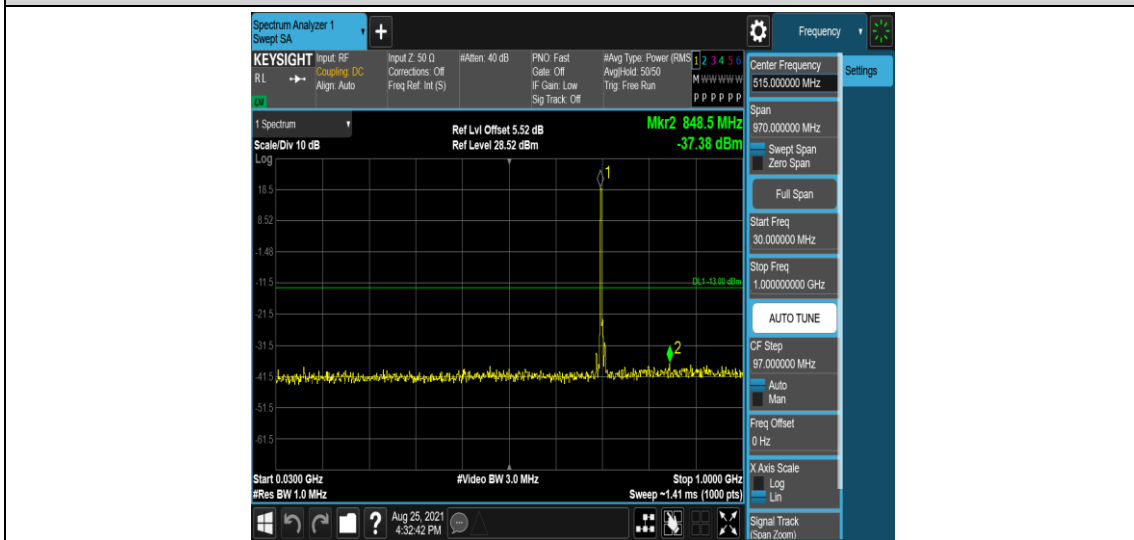 Spectrum Analyzer 1
Swept SA
+
Frequency
KEYSIGHT
RL
Input: RF
Coupling: DC
Align: Auto
Input Z: 50 Ω
Corrections: Off
Freq Ref: Int (S)
#Atten: 40 dB
PNO: Fast
Gate: Off
IF Gain: Low
Sig Track: Off
#Avg Type: Power (RMS
Avg|Hold: 50/50
Trig: Free Run
1 2 3 4 5 6
M W W W W W
P P P P P P
1 Spectrum
Scale/Div 10 dB
Log
Ref Lvl Offset 5.52 dB
Ref Level 28.52 dBm
Mkr2 848.5 MHz
-37.38 dBm
1
18.5
8.52
-1.48
-11.5
DL1 -13.00 dBm
-21.5
-31.5
2
-41.5
-51.5
-61.5
Start 0.0300 GHz
#Res BW 1.0 MHz
#Video BW 3.0 MHz
Stop 1.0000 GHz
Sweep ~1.41 ms (1000 pts)
Center Frequency
515.000000 MHz
Settings
Span
970.000000 MHz
Swept Span
Zero Span
Full Span
Start Freq
30.000000 MHz
Stop Freq
1.000000000 GHz
AUTO TUNE
CF Step
97.000000 MHz
Auto
Man
Freq Offset
0 Hz
X Axis Scale
Log
Lin
Signal Track
(Span Zoom)
?
Aug 25, 2021
4:32:42 PM